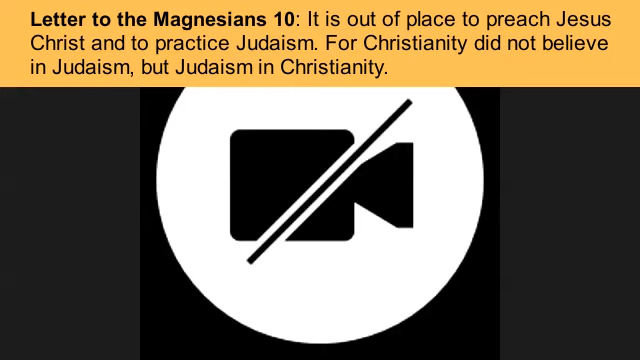 Letter to the Magnesians 10: It is out of place to preach Jesus
Christ and to practice Judaism. For Christianity did not believe
in Judaism, but Judaism in Christianity.